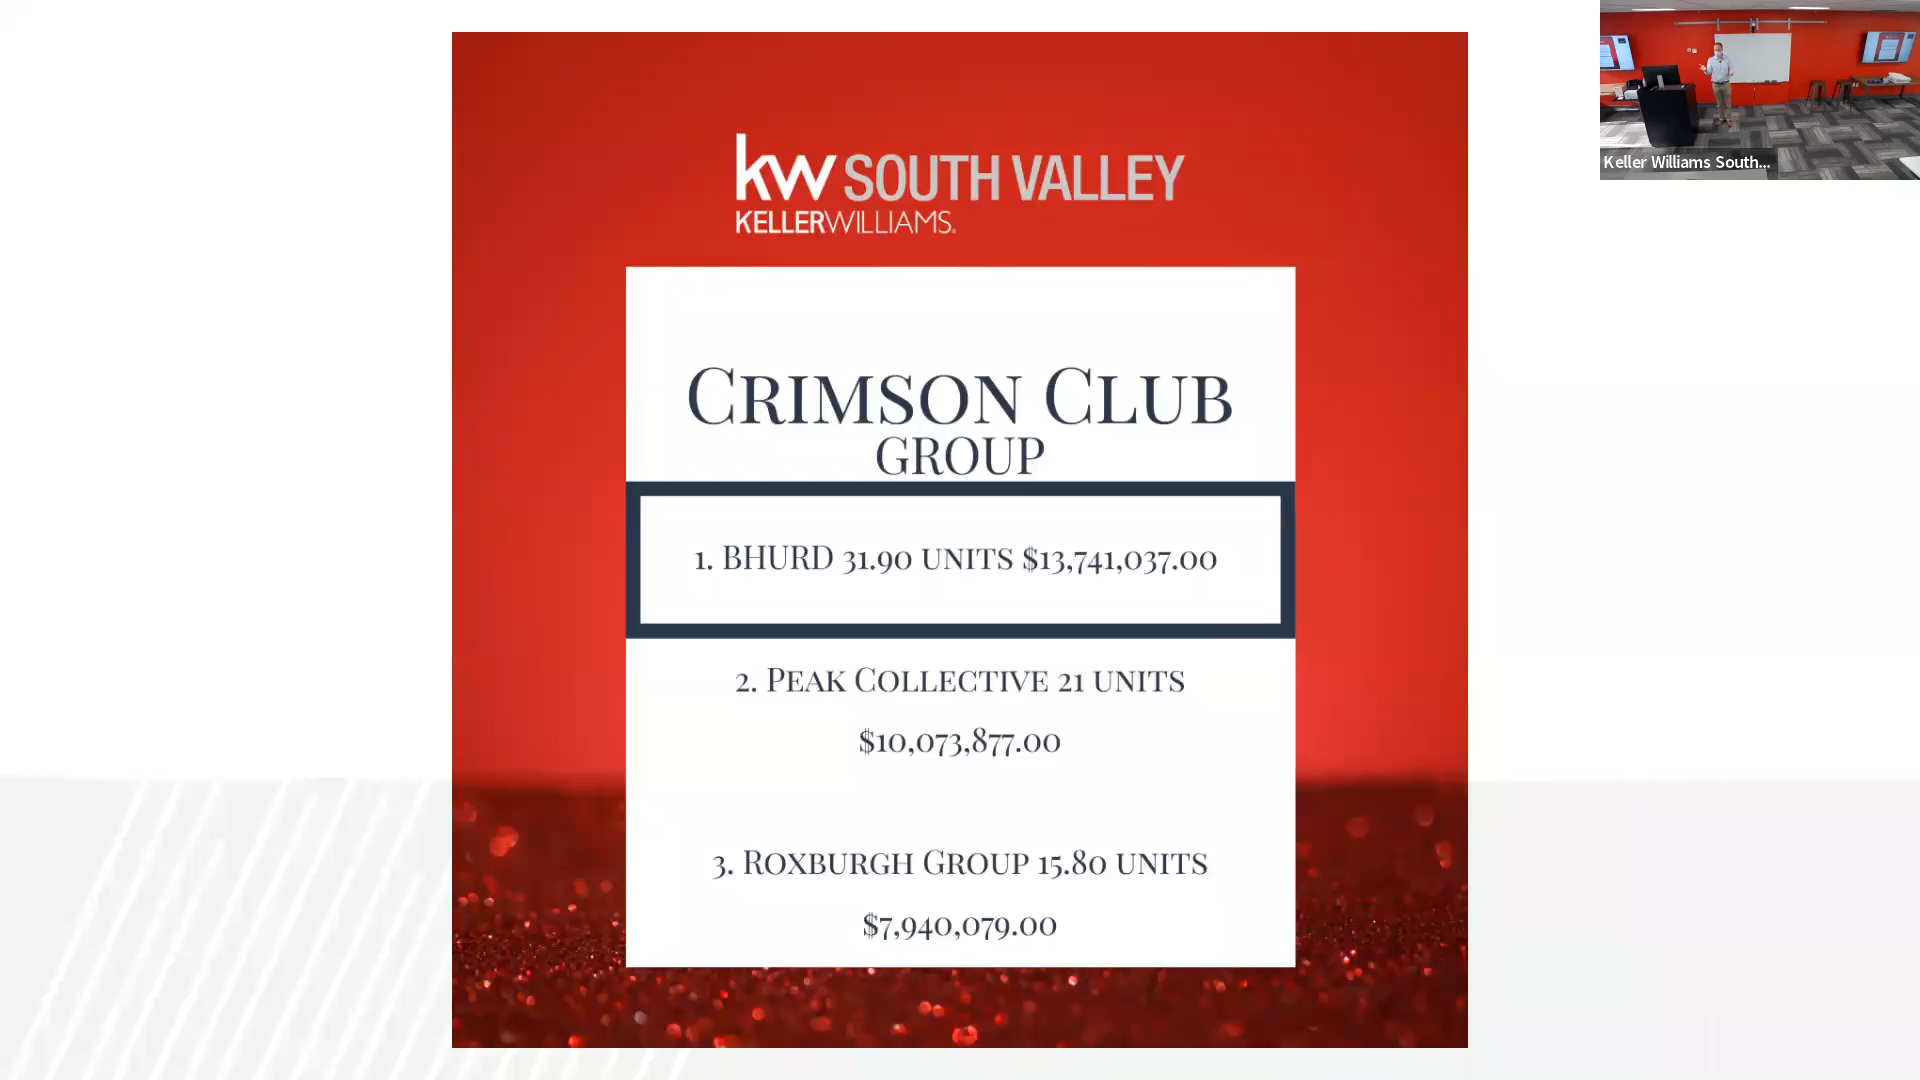 kw SOUTH VALLEY
KELLERWILLIAMS.
Keller Williams South...
CRIMSON CLUB
GROUP
1. BHURD 31.90 UNITS $13,741,037.00
2. PEAK COLLECTIVE 21 UNITS
$10,073,877.00
3. ROXBURGH GROUP 15.80 UNITS
$7,940,079.00